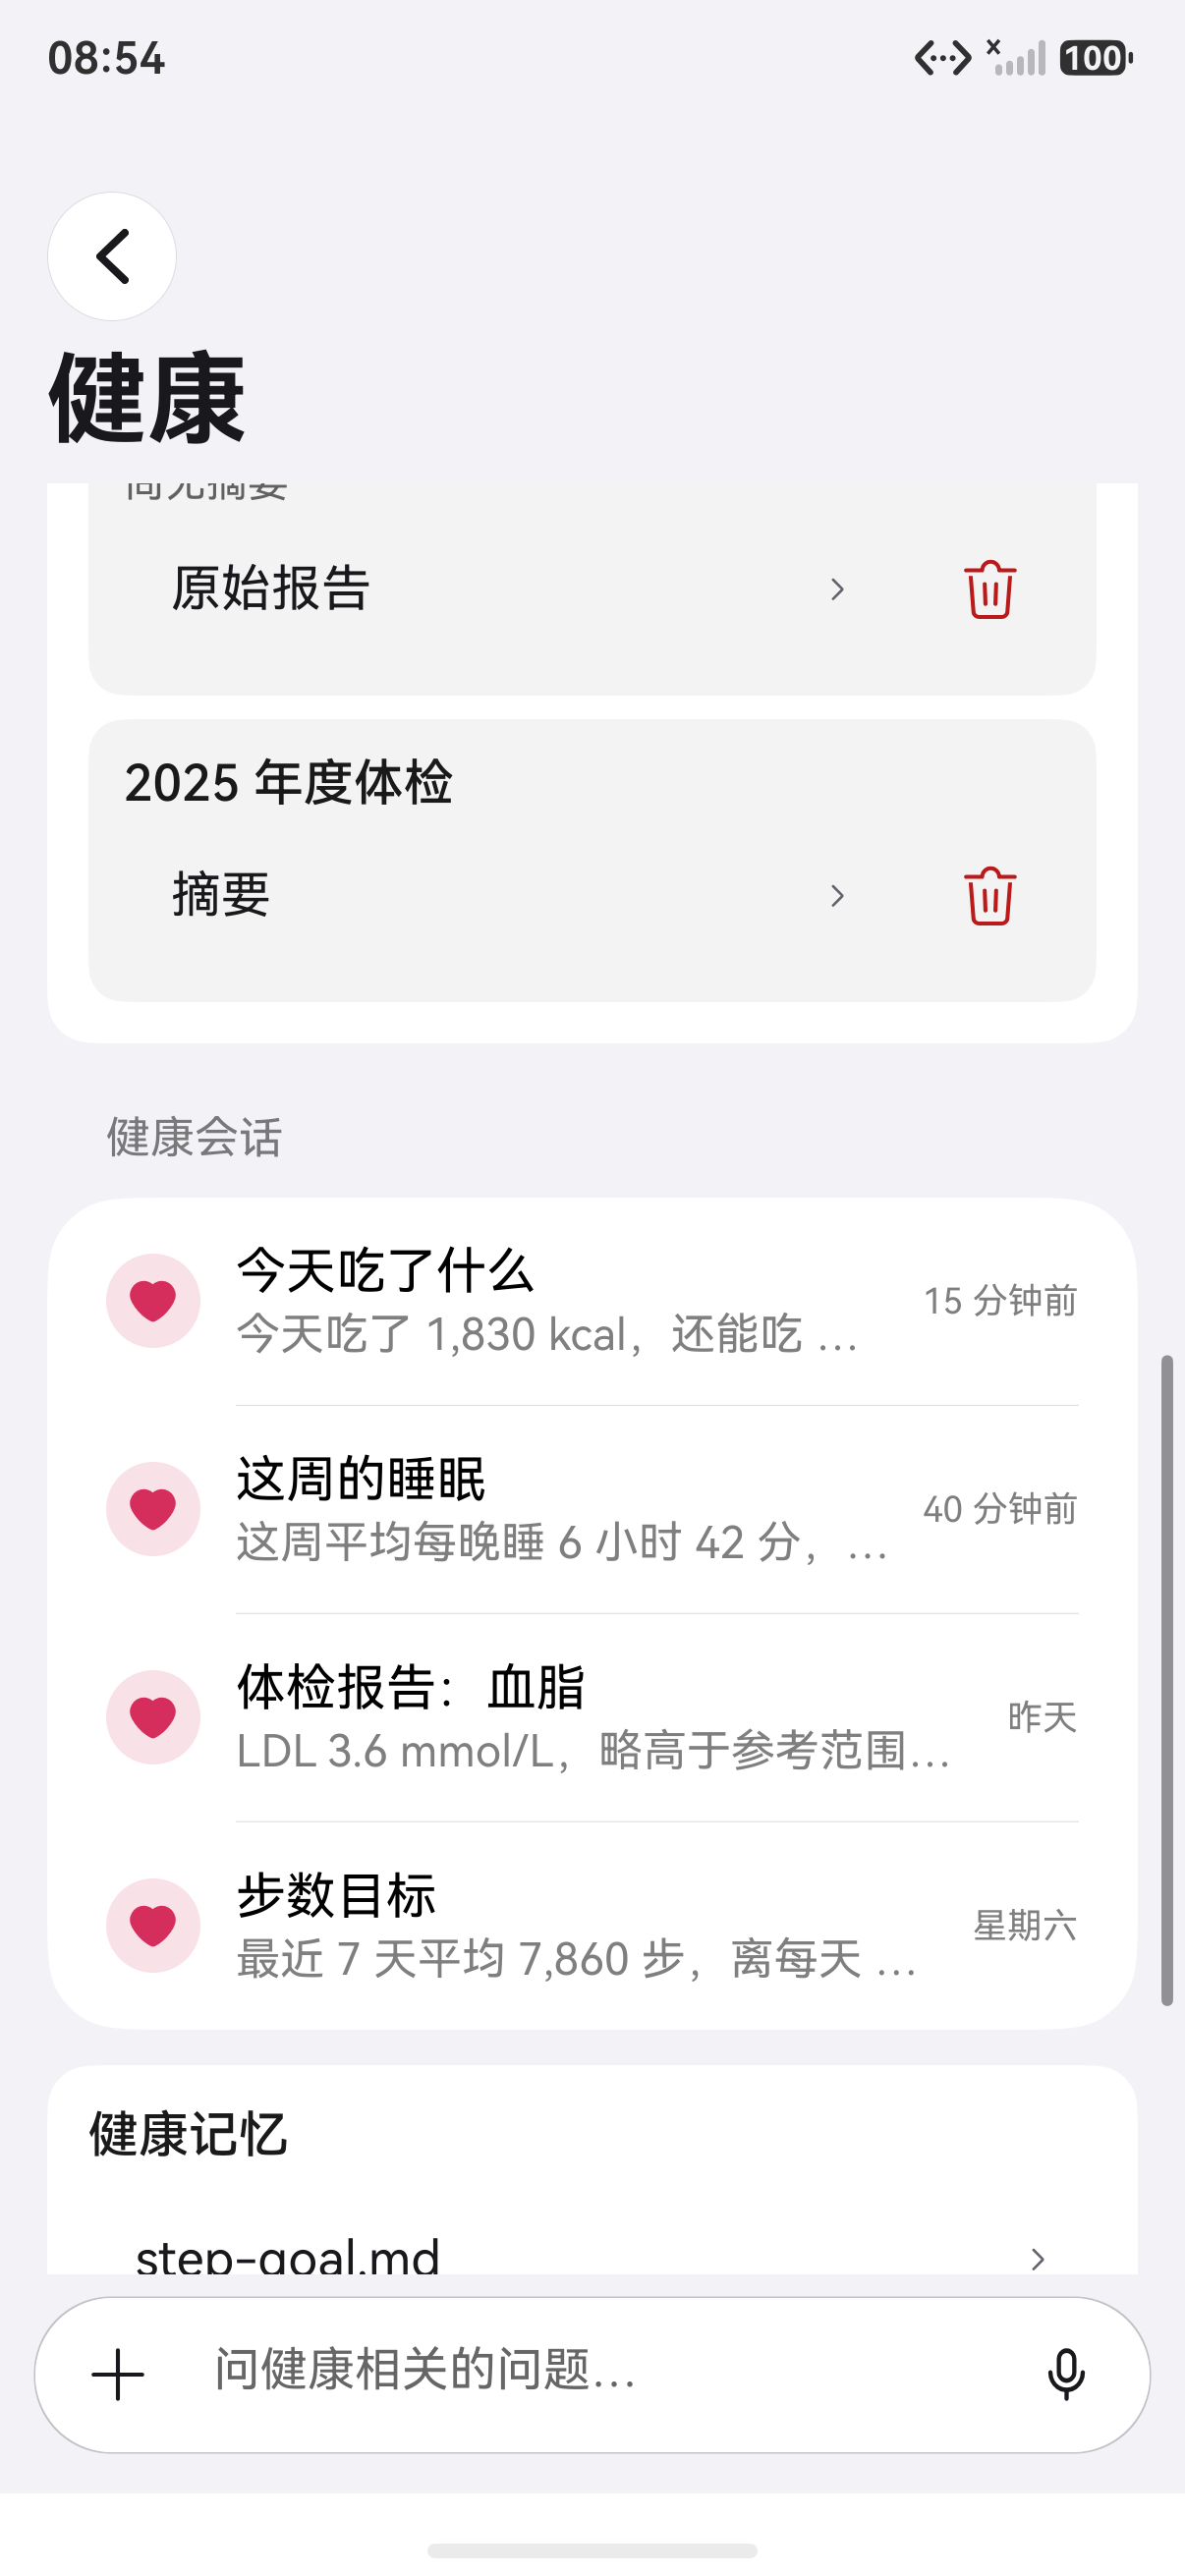 08:54
100
健康
原始报告
2025 年度体检
摘要
健康会话
今天吃了什么
今天吃了 1,830 kcal，还能吃 …
15 分钟前
这周的睡眠
这周平均每晚睡 6 小时 42 分，…
40 分钟前
体检报告：血脂
LDL 3.6 mmol/L，略高于参考范围…
昨天
步数目标
最近 7 天平均 7,860 步，离每天 …
星期六
健康记忆
step-goal.md
问健康相关的问题…